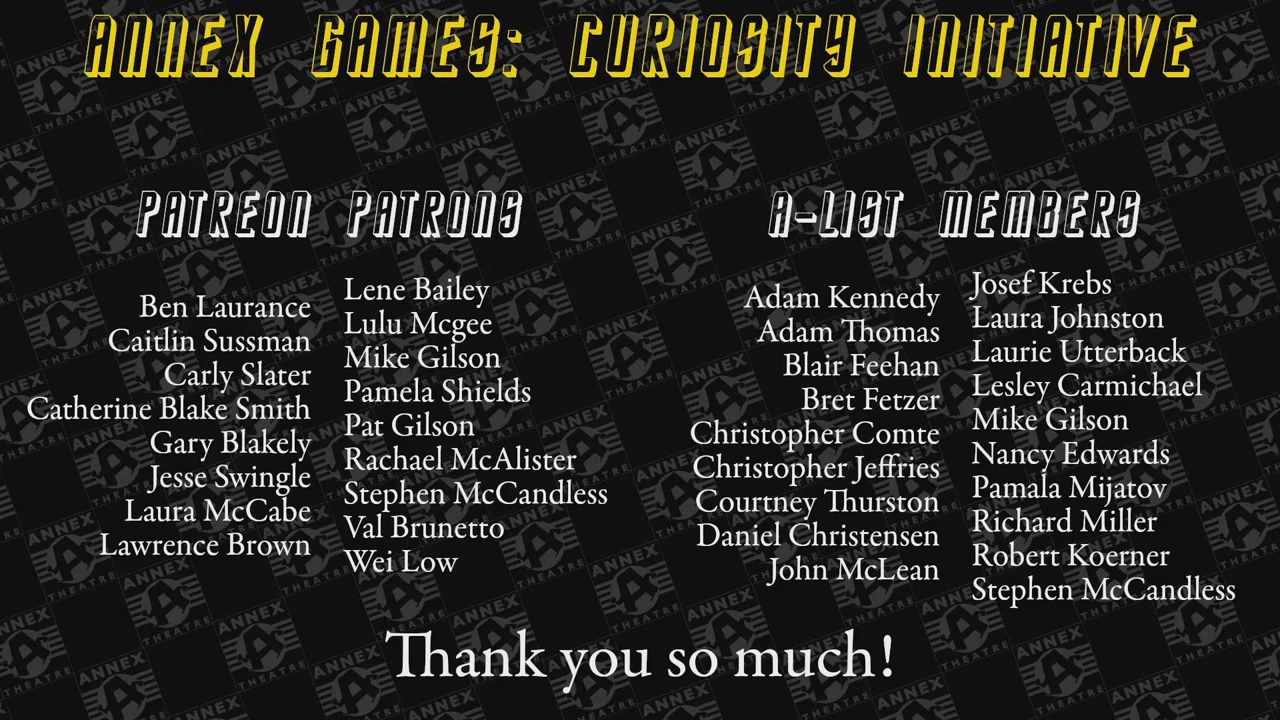 ANNEX GAMES: CURIOSITY INITIATIVE
PATREON PATRONS
Ben Laurance
Caitlin Sussman
Carly Slater
Catherine Blake Smith
Gary Blakely
Jesse Swingle
Laura McCabe
Lawrence Brown
Lene Bailey
Lulu Mcgee
Mike Gilson
Pamela Shields
Pat Gilson
Rachael McAlister
Stephen McCandless
Val Brunetto
Wei Low
A-LIST MEMBERS
Adam Kennedy
Adam Thomas
Blair Feehan
Bret Fetzer
Christopher Comte
Christopher Jeffries
Courtney Thurston
Daniel Christensen
John McLean
Josef Krebs
Laura Johnston
Laurie Utterback
Lesley Carmichael
Mike Gilson
Nancy Edwards
Pamala Mijatov
Richard Miller
Robert Koerner
Stephen McCandless
Thank you so much!
ANNEX
THEATRE